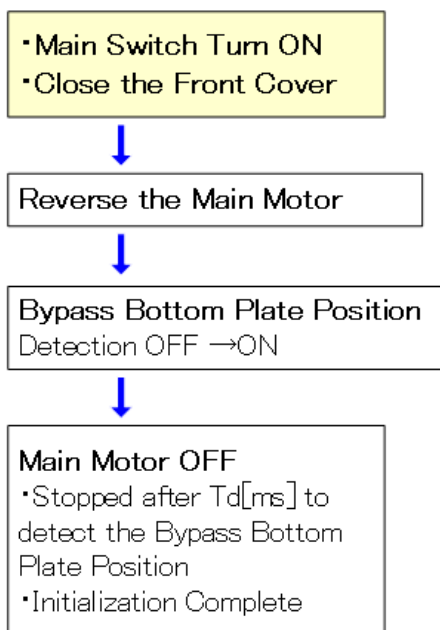 ・Main Switch Turn ON
・Close the Front Cover
Reverse the Main Motor
Bypass Bottom Plate Position
Detection OFF →ON
Main Motor OFF
・Stopped after Td[ms] to
detect the Bypass Bottom
Plate Position
・Initialization Complete